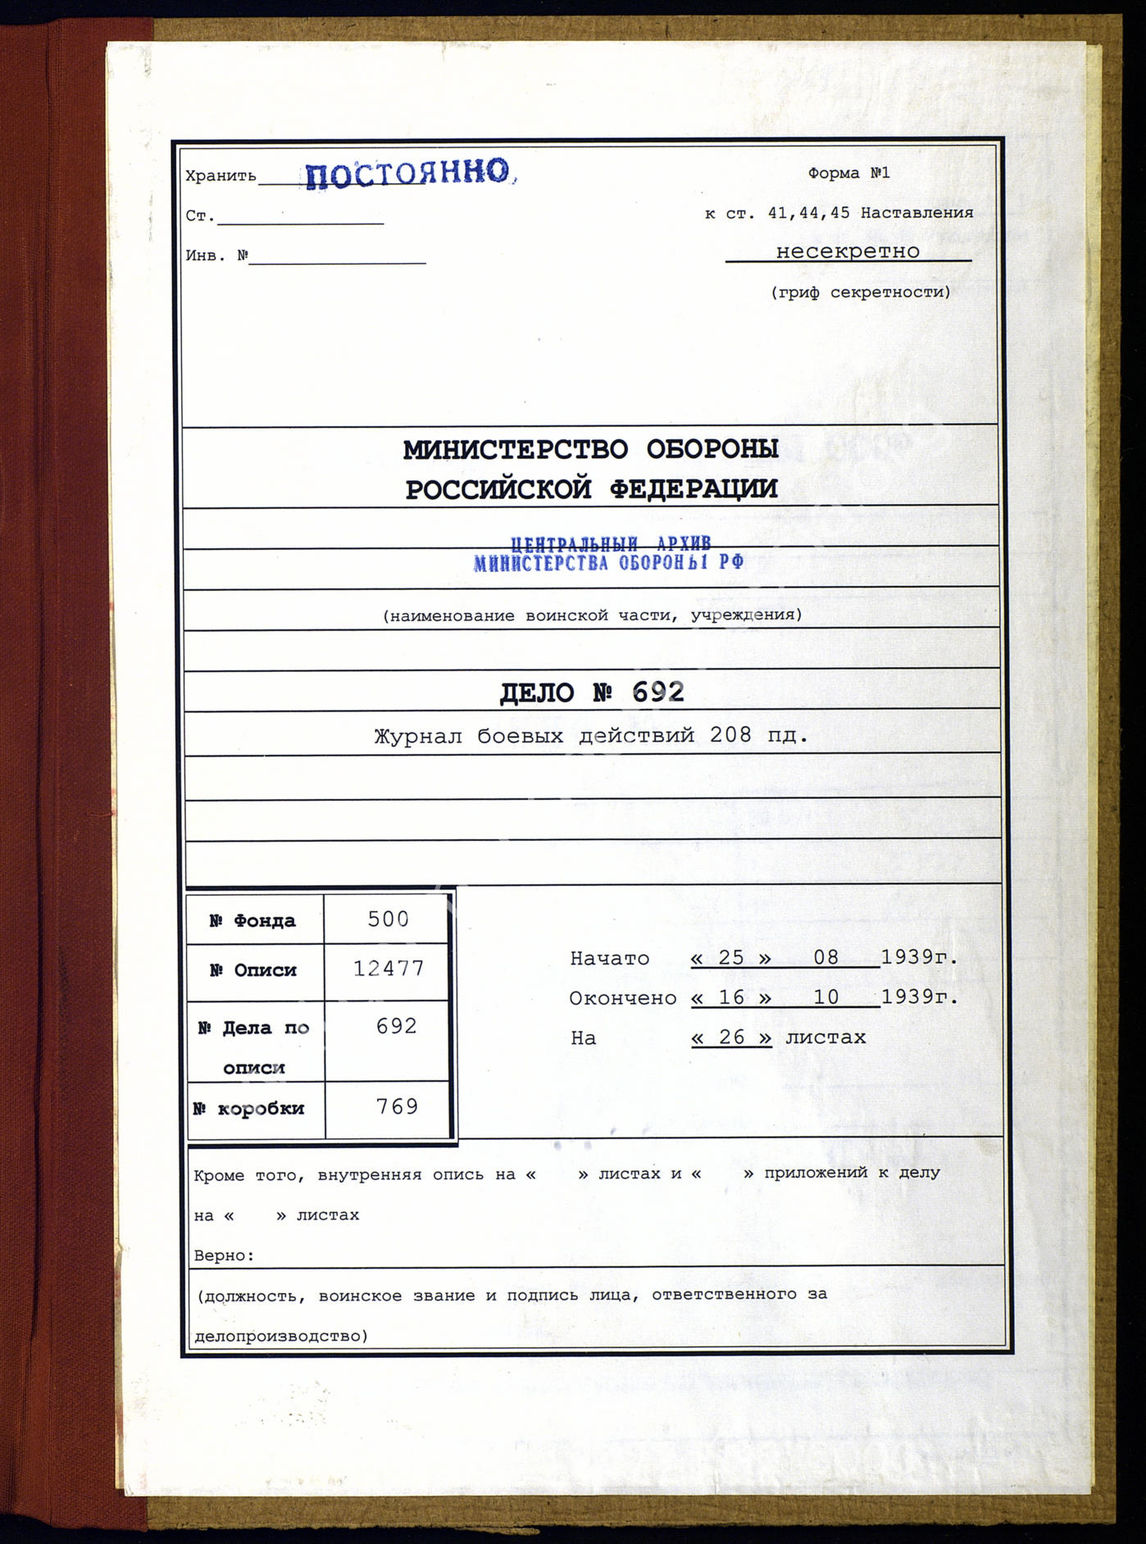 Хранить ПОСТОЯННО
Ст.
Инв. №
Форма №1
к ст. 41,44,45 Наставления
несекретно
(гриф секретности)
МИНИСТЕРСТВО ОБОРОНЫ
РОССИЙСКОЙ ФЕДЕРАЦИИ
ЦЕНТРАЛЬНЫЙ АРХИВ
МИНИСТЕРСТВА ОБОРОНЫ РФ
(наименование воинской части, учреждения)
ДЕЛО № 692
Журнал боевых действий 208 пд.
№ Фонда 500
№ Описи 12477
№ Дела по 692
описи
№ коробки 769
Начато « 25 » 08 1939г.
Окончено « 16 » 10 1939г.
На « 26 » листах
Кроме того, внутренняя опись на « » листах и « » приложений к делу
на « » листах
Верно:
(должность, воинское звание и подпись лица, ответственного за
делопроизводство)